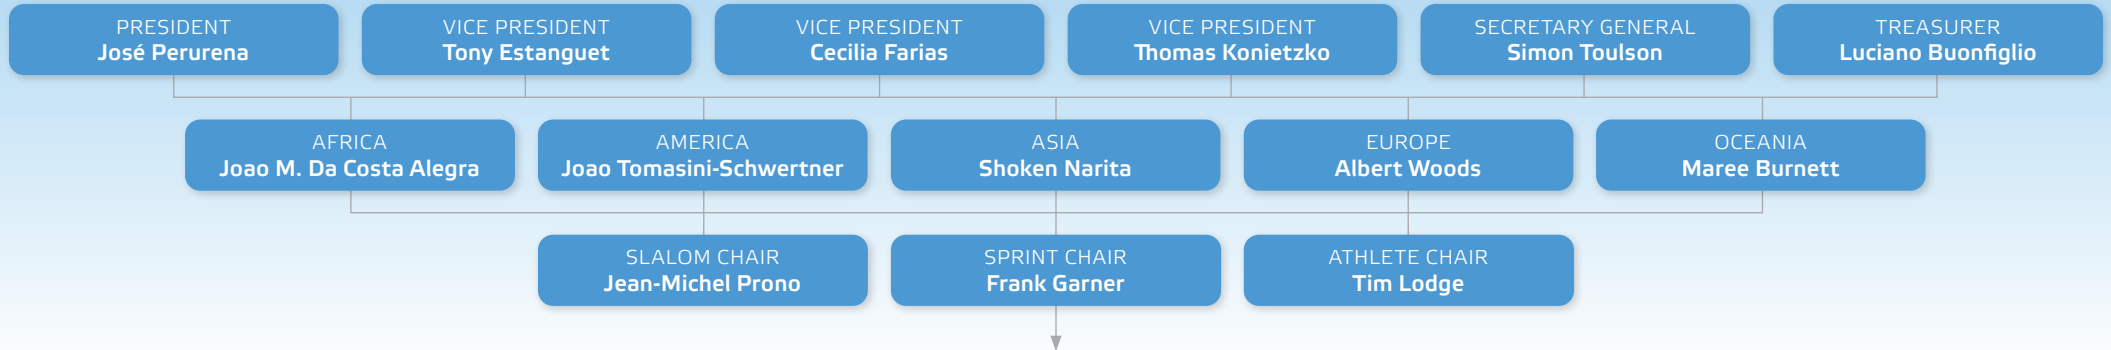 PRESIDENT
José Perurena
VICE PRESIDENT
Tony Estanguet
VICE PRESIDENT
Cecilia Farias
VICE PRESIDENT
Thomas Konietzko
SECRETARY GENERAL
Simon Toulson
TREASURER
Luciano Buonfiglio
AFRICA
Joao M. Da Costa Alegra
AMERICA
Joao Tomasini-Schwertner
ASIA
Shoken Narita
EUROPE
Albert Woods
OCEANIA
Maree Burnett
SLALOM CHAIR
Jean-Michel Prono
SPRINT CHAIR
Frank Garner
ATHLETE CHAIR
Tim Lodge